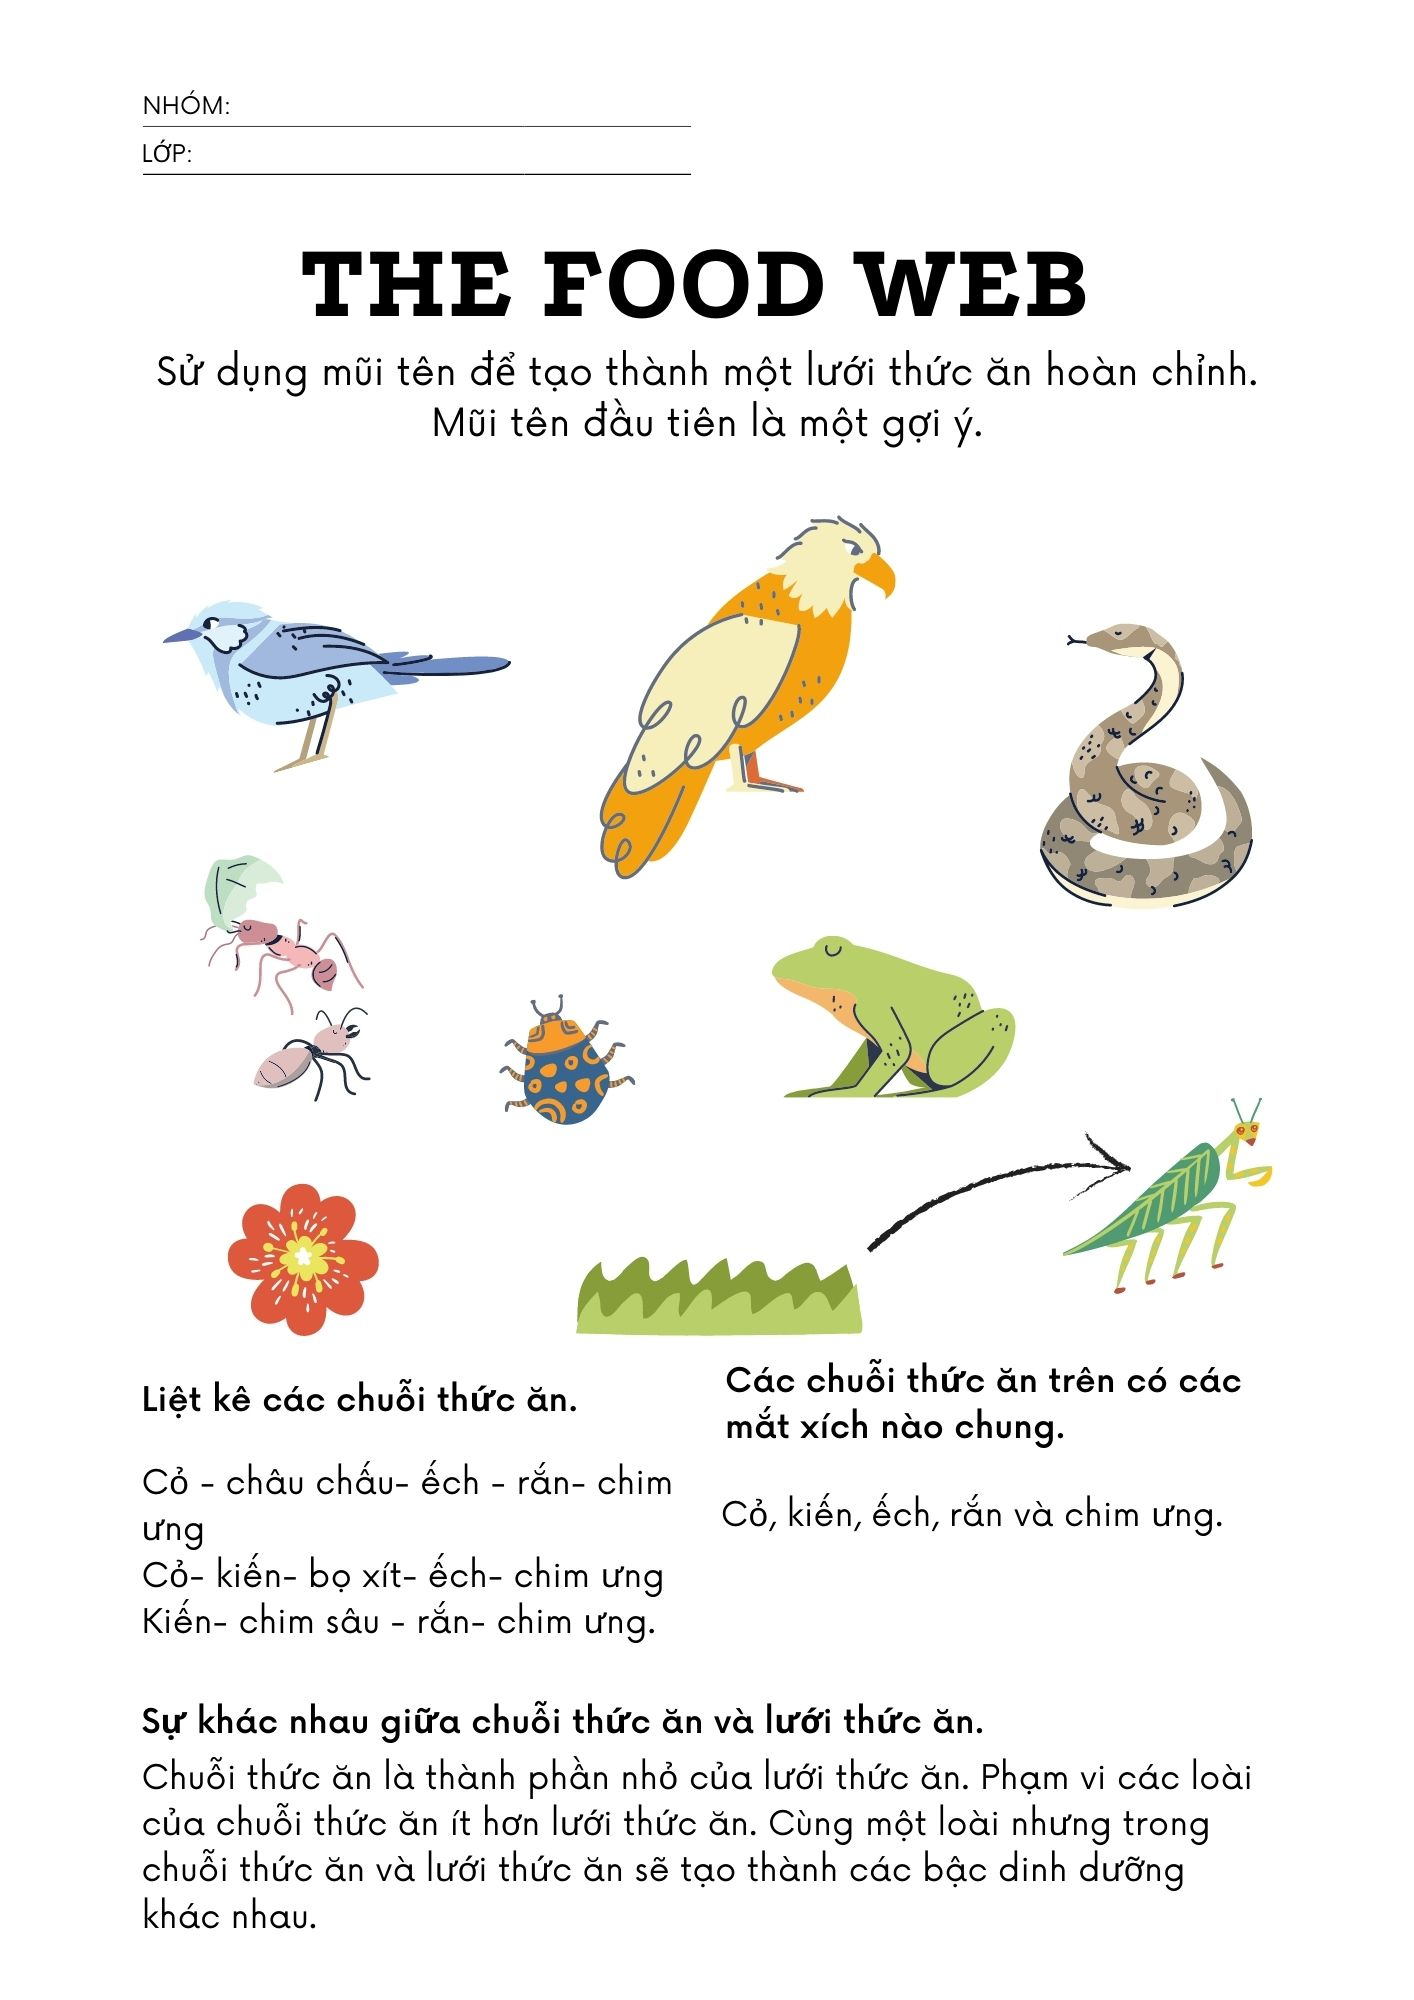 NHÓM:
LỚP:
THE FOOD WEB
Sử dụng mũi tên để tạo thành một lưới thức ăn hoàn chỉnh.
Mũi tên đầu tiên là một gợi ý.
Liệt kê các chuỗi thức ăn.
Cỏ - châu chấu- ếch - rắn- chim
ưng
Cỏ- kiến- bọ xít- ếch- chim ưng
Kiến- chim sâu - rắn- chim ưng.
Các chuỗi thức ăn trên có các
mắt xích nào chung.
Cỏ, kiến, ếch, rắn và chim ưng.
Sự khác nhau giữa chuỗi thức ăn và lưới thức ăn.
Chuỗi thức ăn là thành phần nhỏ của lưới thức ăn. Phạm vi các loài
của chuỗi thức ăn ít hơn lưới thức ăn. Cùng một loài nhưng trong
chuỗi thức ăn và lưới thức ăn sẽ tạo thành các bậc dinh dưỡng
khác nhau.